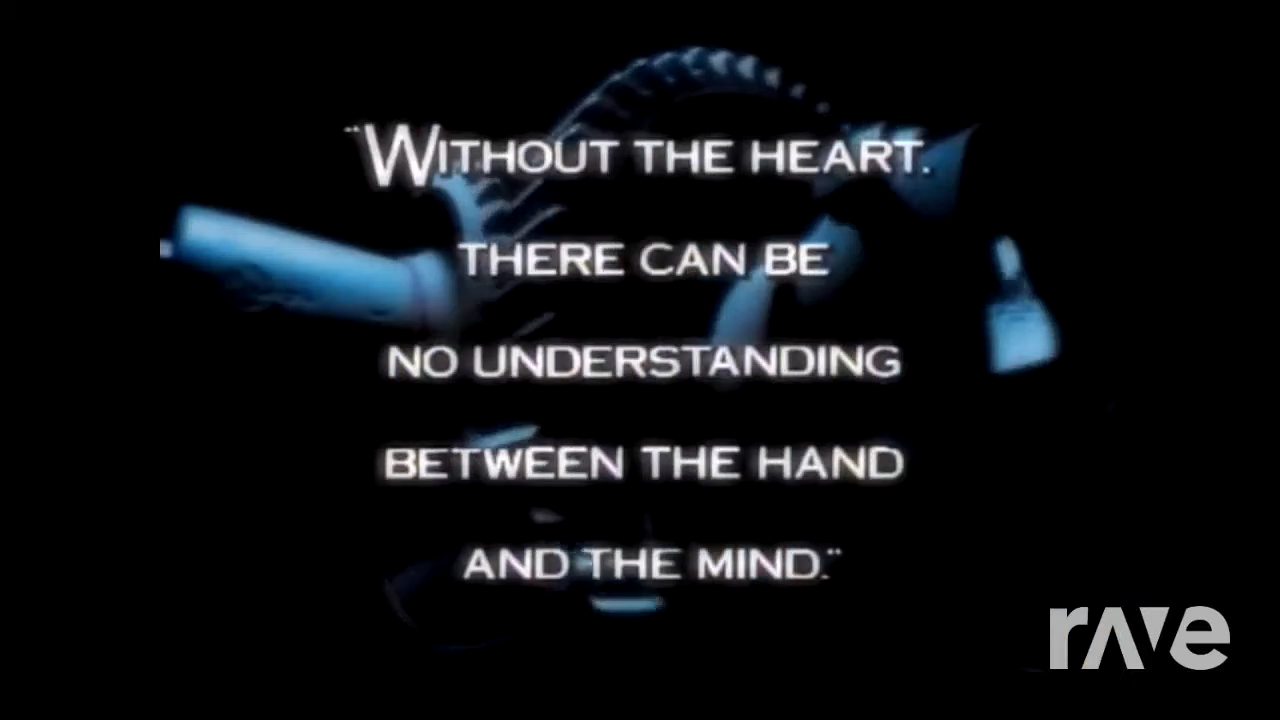 "WITHOUT THE HEART.
THERE CAN BE
NO UNDERSTANDING
BETWEEN THE HAND
AND THE MIND."
rave